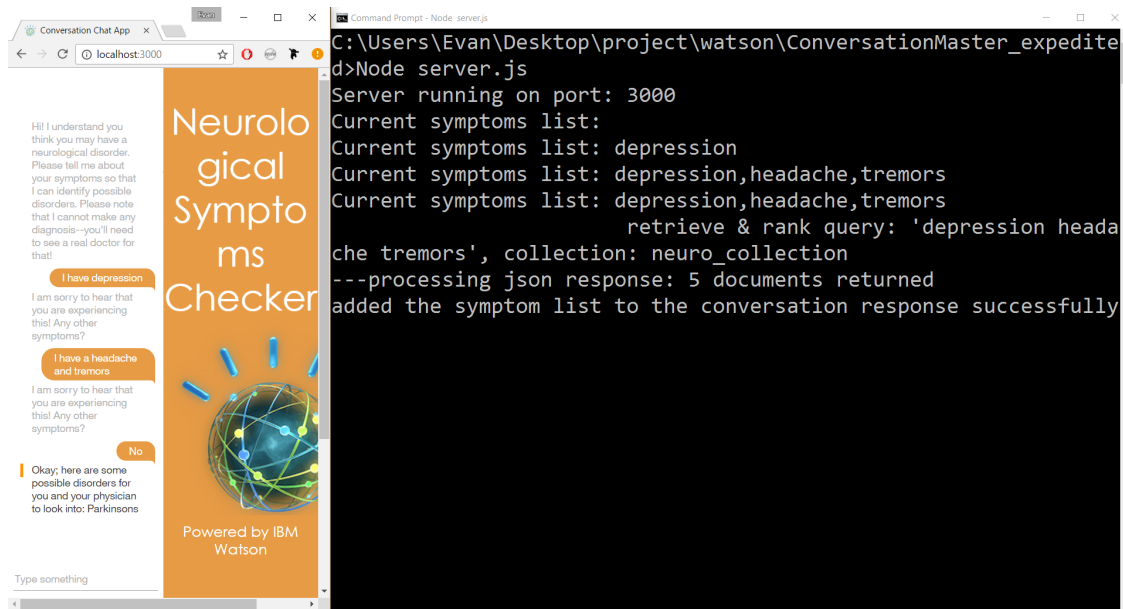 Evan
Conversation Chat App
localhost:3000
Hi! I understand you
think you may have a
neurological disorder.
Please tell me about
your symptoms so that
I can identify possible
disorders. Please note
that I cannot make any
diagnosis--you'll need
to see a real doctor for
that!
I have depression
I am sorry to hear that
you are experiencing
this! Any other
symptoms?
I have a headache
and tremors
I am sorry to hear that
you are experiencing
this! Any other
symptoms?
No
Okay; here are some
possible disorders for
you and your physician
to look into: Parkinsons
Type something
Neurolo
gical
Sympto
ms
Checker
Powered by IBM
Watson
Command Prompt - Node server.js
C:\Users\Evan\Desktop\project\watson\ConversationMaster_expedite
d>Node server.js
Server running on port: 3000
Current symptoms list:
Current symptoms list: depression
Current symptoms list: depression,headache,tremors
Current symptoms list: depression,headache,tremors
retrieve & rank query: 'depression heada
che tremors', collection: neuro_collection
---processing json response: 5 documents returned
added the symptom list to the conversation response successfully